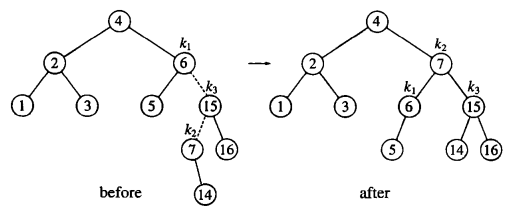 4 4
k₁ k₂
2 6 2 7
k₃ k₁ k₃
1 3 5 15 1 3 6 15
k₂
7 16 5 14 16
14
before after